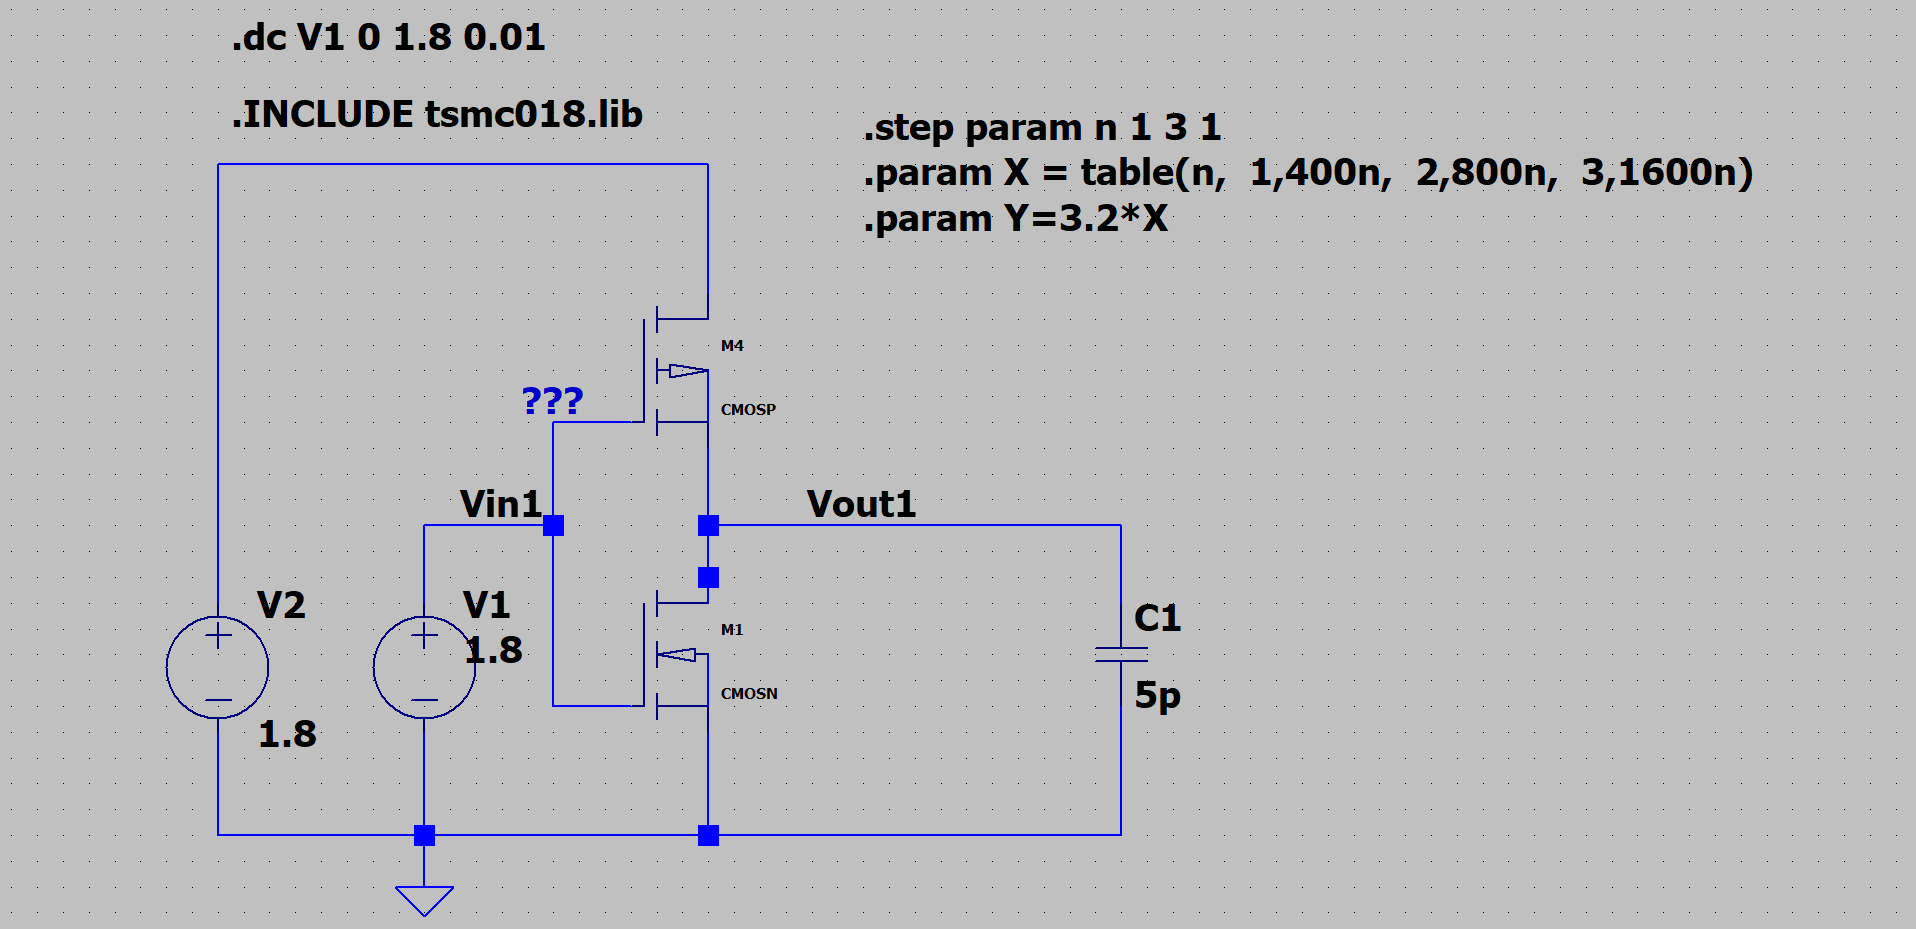 .dc V1 0 1.8 0.01
.INCLUDE tsmc018.lib
.step param n 1 3 1
.param X = table(n, 1,400n, 2,800n, 3,1600n)
.param Y=3.2*X
M4
???
CMOSP
Vin1
Vout1
V2
V1
C1
M1
1.8
CMOSN
5p
1.8